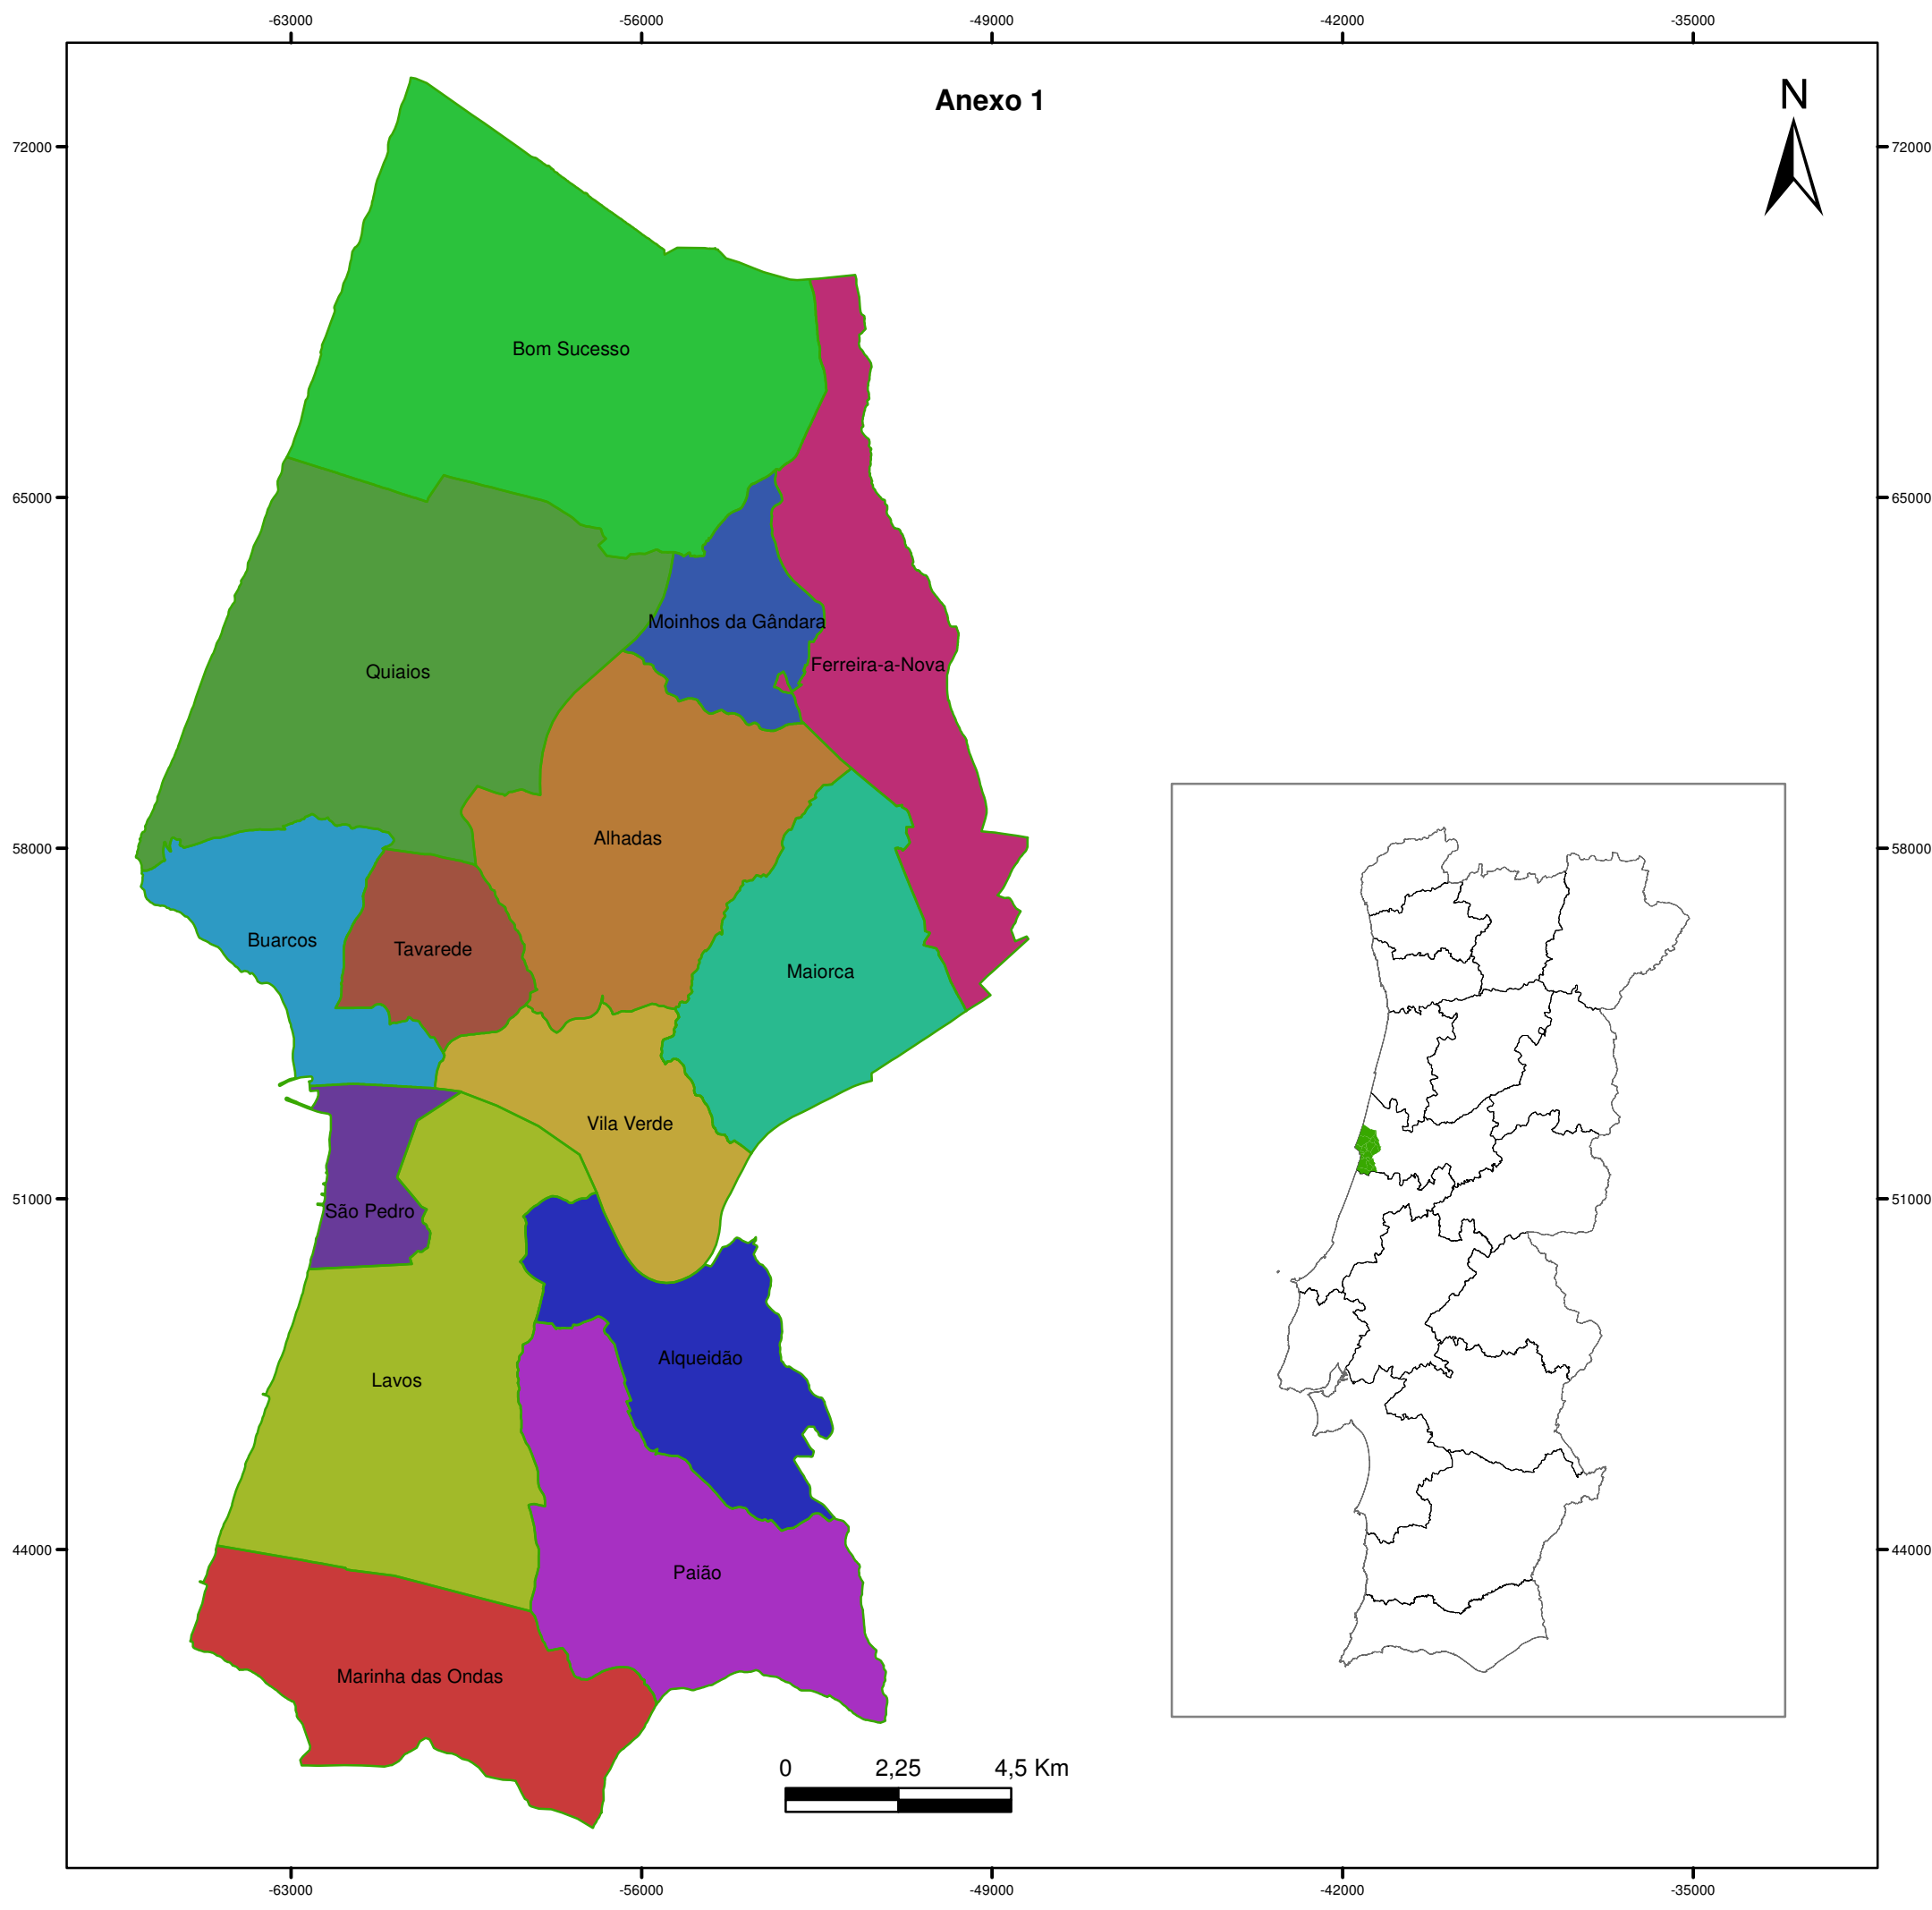 -63000 -56000 -49000 -42000 -35000
Anexo 1
N
72000 72000
Bom Sucesso
65000 65000
Moinhos da Gândara
Ferreira-a-Nova
Quiaios
Alhadas
58000 58000
Buarcos
Tavarede
Maiorca
Vila Verde
51000 51000
São Pedro
Alqueidão
Lavos
44000 44000
Paião
Marinha das Ondas
0 2,25 4,5 Km
-63000 -56000 -49000 -42000 -35000